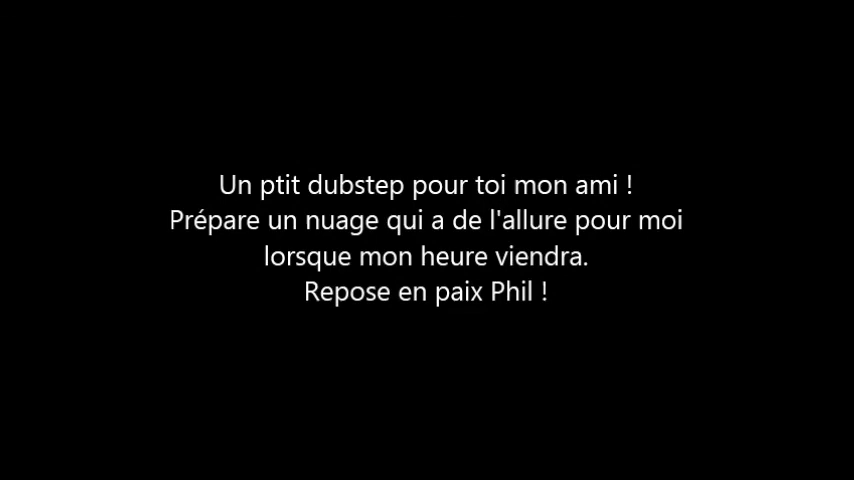 Un ptit dubstep pour toi mon ami !
Prépare un nuage qui a de l'allure pour moi
lorsque mon heure viendra.
Repose en paix Phil !